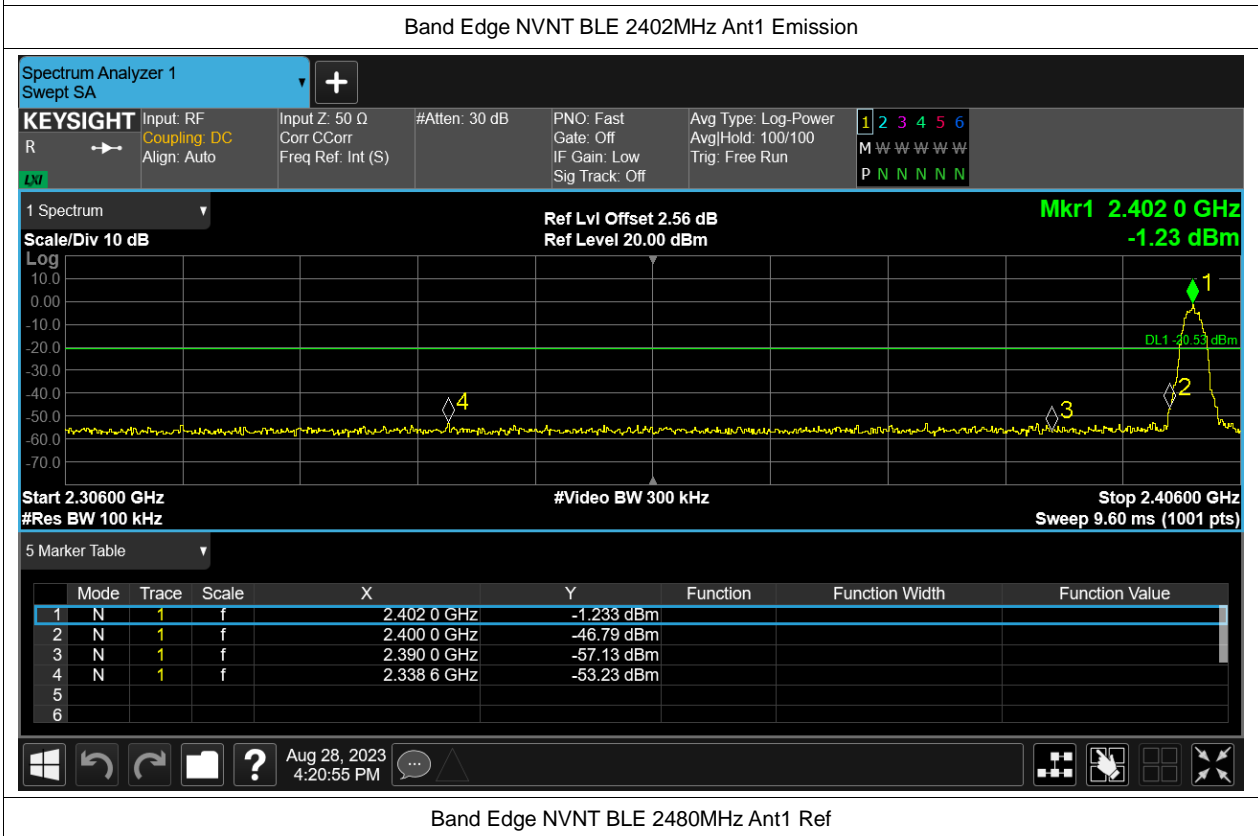 Band Edge NVNT BLE 2402MHz Ant1 Emission
Spectrum Analyzer 1
Swept SA
KEYSIGHT
R
LXI
Input: RF
Coupling: DC
Align: Auto
Input Z: 50 Ω
Corr CCorr
Freq Ref: Int (S)
#Atten: 30 dB
PNO: Fast
Gate: Off
IF Gain: Low
Sig Track: Off
Avg Type: Log-Power
Avg|Hold: 100/100
Trig: Free Run
1 2 3 4 5 6
M W W W W W
P N N N N N
1 Spectrum
Scale/Div 10 dB
Ref Lvl Offset 2.56 dB
Ref Level 20.00 dBm
Mkr1 2.402 0 GHz
-1.23 dBm
Log
10.0
0.00
-10.0
-20.0
-30.0
-40.0
-50.0
-60.0
-70.0
1
DL1 -20.53 dBm
2
3
4
Start 2.30600 GHz
#Video BW 300 kHz
Stop 2.40600 GHz
#Res BW 100 kHz
Sweep 9.60 ms (1001 pts)
5 Marker Table
Mode Trace Scale X Y Function Function Width Function Value
1 N 1 f 2.402 0 GHz -1.233 dBm
2 N 1 f 2.400 0 GHz -46.79 dBm
3 N 1 f 2.390 0 GHz -57.13 dBm
4 N 1 f 2.338 6 GHz -53.23 dBm
5
6
?
Aug 28, 2023
4:20:55 PM
Band Edge NVNT BLE 2480MHz Ant1 Ref